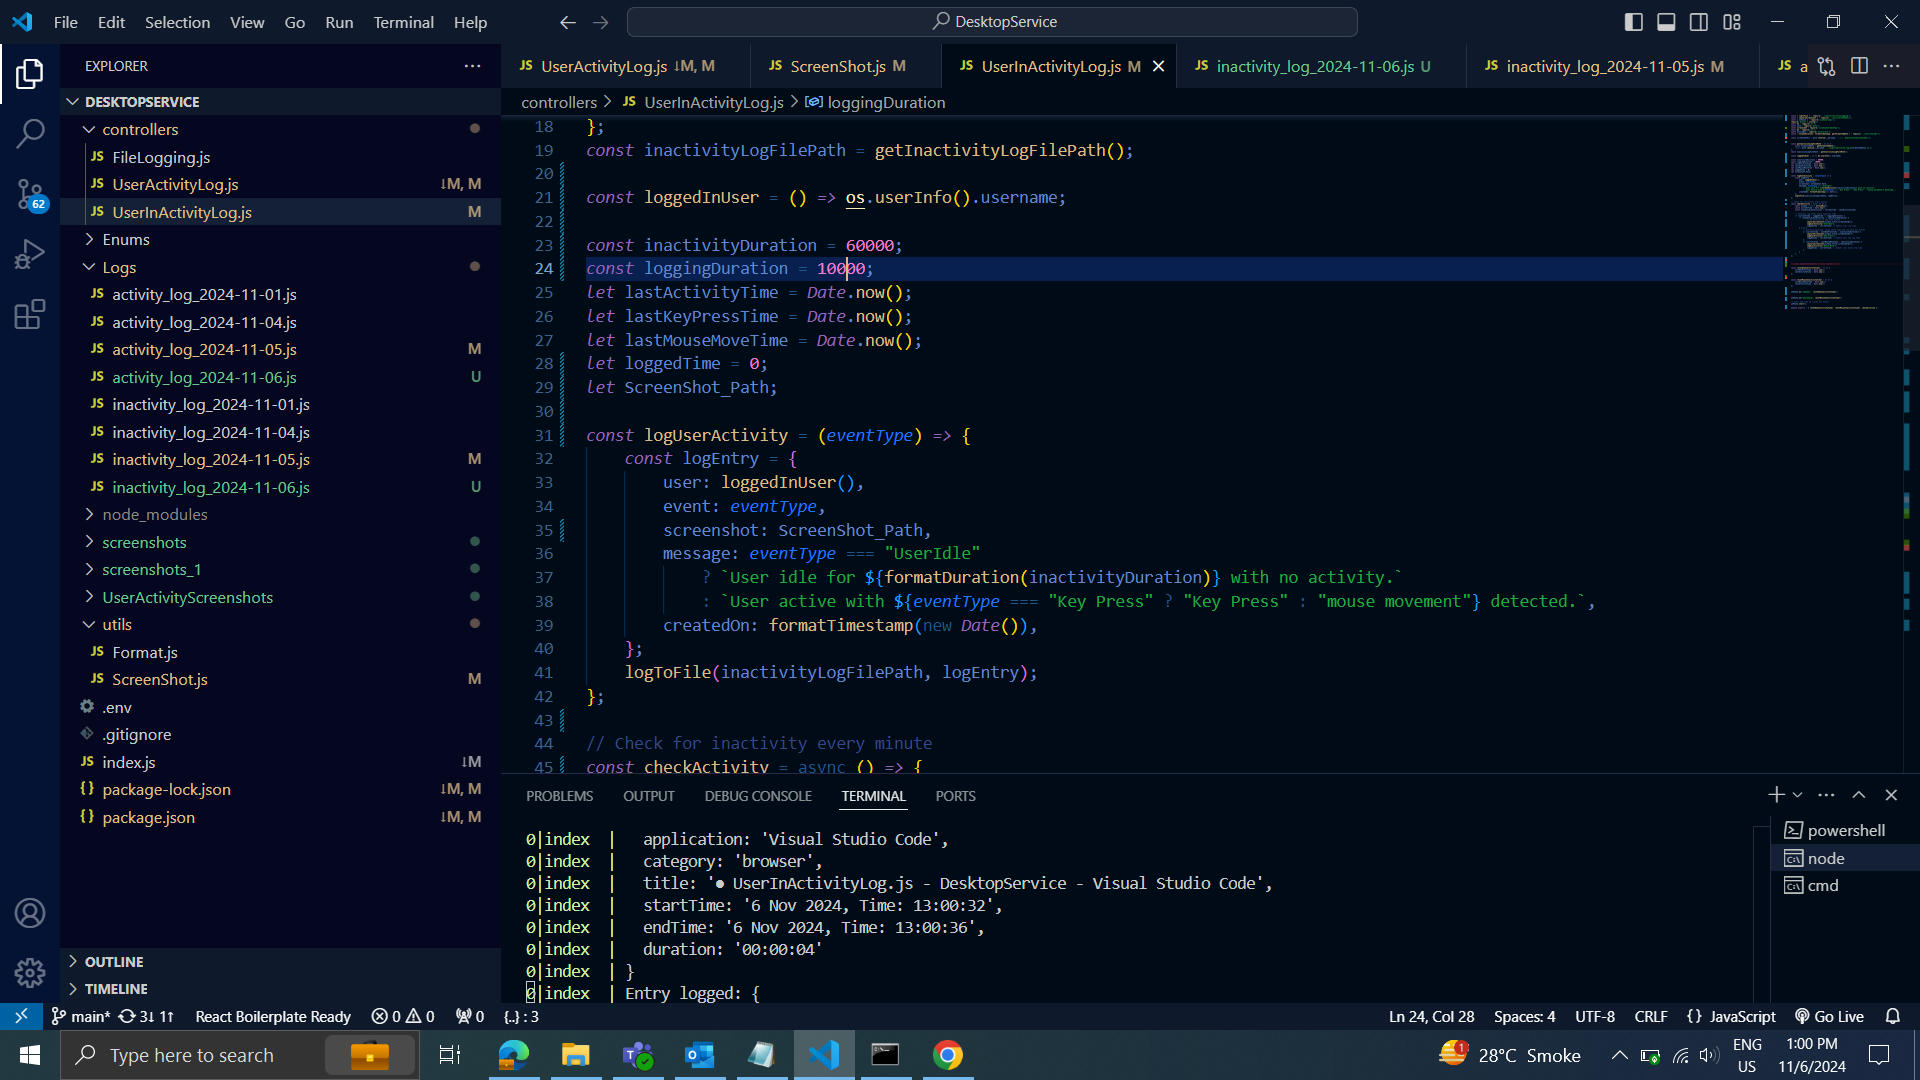 File Edit Selection View Go Run Terminal Help
DesktopService
EXPLORER
DESKTOPSERVICE
controllers
JS FileLogging.js
JS UserActivityLog.js ↓M, M
JS UserInActivityLog.js M
Enums
Logs
JS activity_log_2024-11-01.js
JS activity_log_2024-11-04.js
JS activity_log_2024-11-05.js M
JS activity_log_2024-11-06.js U
JS inactivity_log_2024-11-01.js
JS inactivity_log_2024-11-04.js
JS inactivity_log_2024-11-05.js M
JS inactivity_log_2024-11-06.js U
node_modules
screenshots
screenshots_1
UserActivityScreenshots
utils
JS Format.js
JS ScreenShot.js M
.env
.gitignore
JS index.js ↓M
{} package-lock.json ↓M, M
{} package.json ↓M, M
OUTLINE
TIMELINE
62
JS UserActivityLog.js ↓M, M JS ScreenShot.js M JS UserInActivityLog.js M JS inactivity_log_2024-11-06.js U JS inactivity_log_2024-11-05.js M JS a
controllers > JS UserInActivityLog.js > loggingDuration
18 };
19 const inactivityLogFilePath = getInactivityLogFilePath();
20
21 const loggedInUser = () => os.userInfo().username;
22
23 const inactivityDuration = 60000;
24 const loggingDuration = 10000;
25 let lastActivityTime = Date.now();
26 let lastKeyPressTime = Date.now();
27 let lastMouseMoveTime = Date.now();
28 let loggedTime = 0;
29 let ScreenShot_Path;
30
31 const logUserActivity = (eventType) => {
32 const logEntry = {
33 user: loggedInUser(),
34 event: eventType,
35 screenshot: ScreenShot_Path,
36 message: eventType === "UserIdle"
37 ? `User idle for ${formatDuration(inactivityDuration)} with no activity.`
38 : `User active with ${eventType === "Key Press" ? "Key Press" : "mouse movement"} detected.`,
39 createdOn: formatTimestamp(new Date()),
40 };
41 logToFile(inactivityLogFilePath, logEntry);
42 };
43
44 // Check for inactivity every minute
45 const checkActivity = async () => {
PROBLEMS OUTPUT DEBUG CONSOLE TERMINAL PORTS
0|index | application: 'Visual Studio Code',
0|index | category: 'browser',
0|index | title: '● UserInActivityLog.js - DesktopService - Visual Studio Code',
0|index | startTime: '6 Nov 2024, Time: 13:00:32',
0|index | endTime: '6 Nov 2024, Time: 13:00:36',
0|index | duration: '00:00:04'
0|index | }
0|index | Entry logged: {
powershell
node
cmd
main* 3↓ 1↑ React Boilerplate Ready 0 0 0 {..} : 3 Ln 24, Col 28 Spaces: 4 UTF-8 CRLF {} JavaScript Go Live
Type here to search
1
28°C Smoke
ENG
US
1:00 PM
11/6/2024